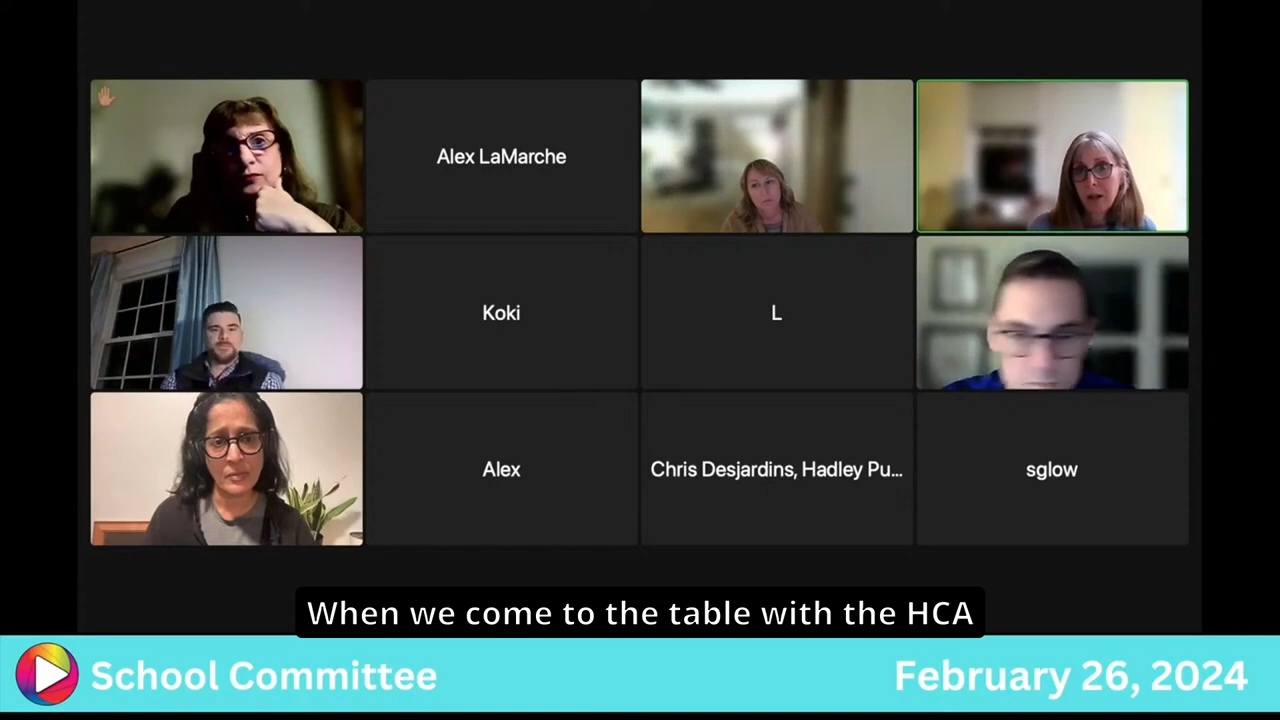 Alex LaMarche
Koki
L
Alex
Chris Desjardins, Hadley Pu...
sglow
When we come to the table with the HCA
School Committee
February 26, 2024